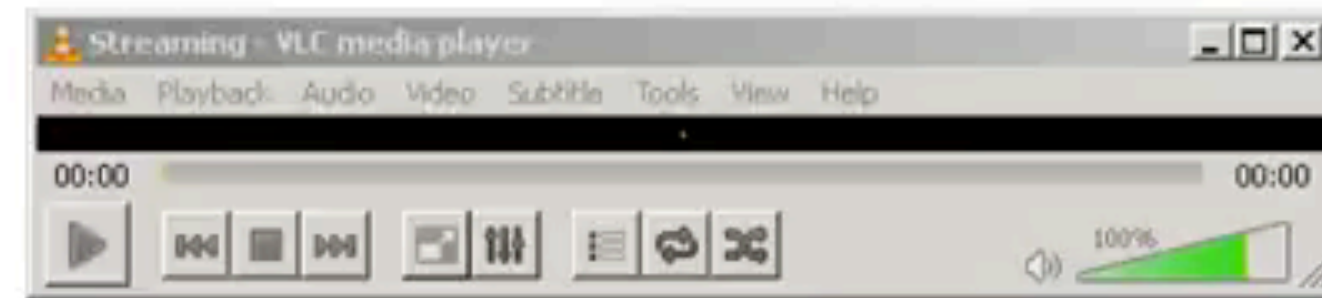 Streaming - VLC media player
Media Playback Audio Video Subtitle Tools View Help
00:00 00:00
100%